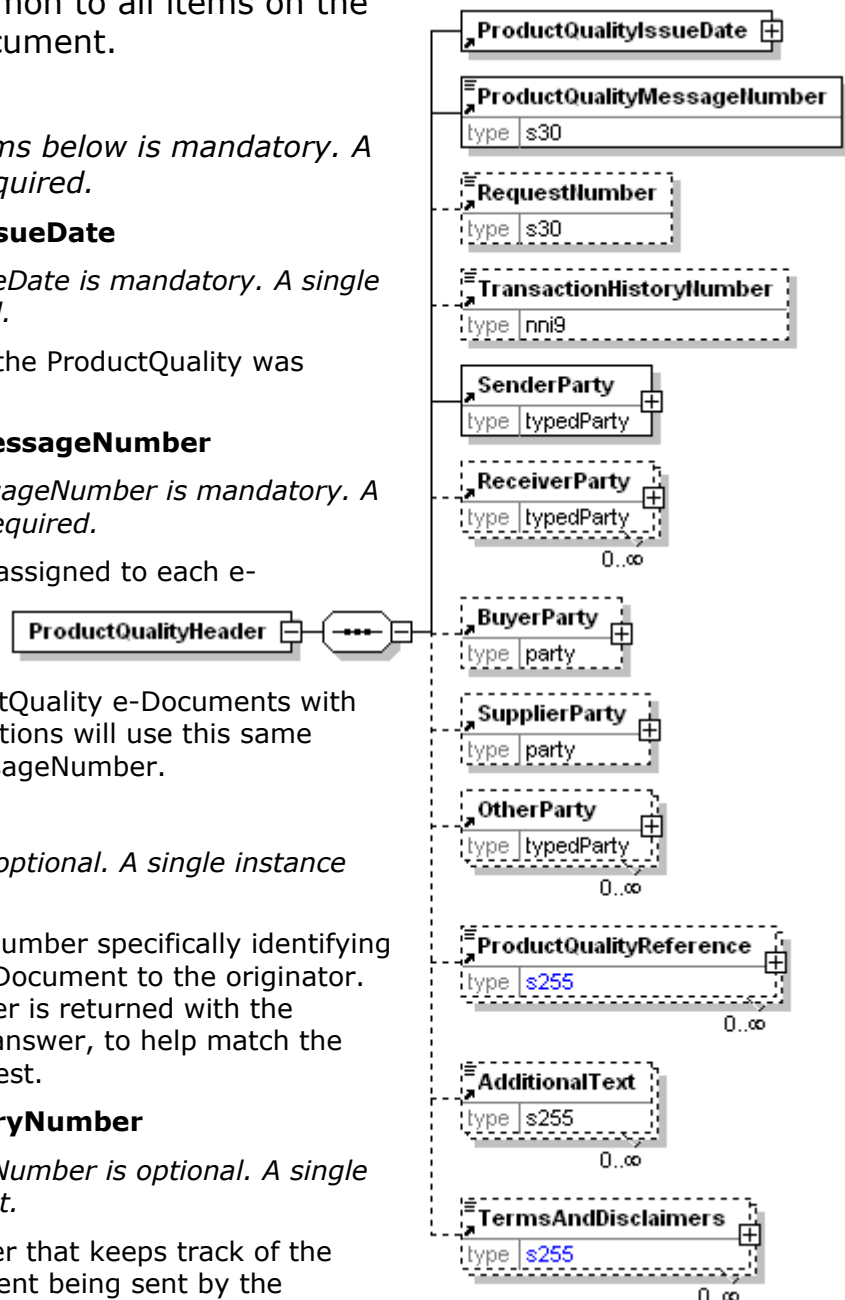 mon to all items on the
cument.
ms below is mandatory. A
quired.
sueDate
eDate is mandatory. A single
l.
the ProductQuality was
essageNumber
sageNumber is mandatory. A
equired.
assigned to each e-
tQuality e-Documents with
tions will use this same
sageNumber.
optional. A single instance
umber specifically identifying
Document to the originator.
er is returned with the
answer, to help match the
est.
ryNumber
Number is optional. A single
t.
er that keeps track of the
ent being sent by the
ProductQualityHeader
ProductQualityIssueDate
ProductQualityMessageNumber
type s30
RequestNumber
type s30
TransactionHistoryNumber
type nni9
SenderParty
type typedParty
ReceiverParty
type typedParty
0..∞
BuyerParty
type party
SupplierParty
type party
OtherParty
type typedParty
0..∞
ProductQualityReference
type s255
0..∞
AdditionalText
type s255
0..∞
TermsAndDisclaimers
type s255
0..∞